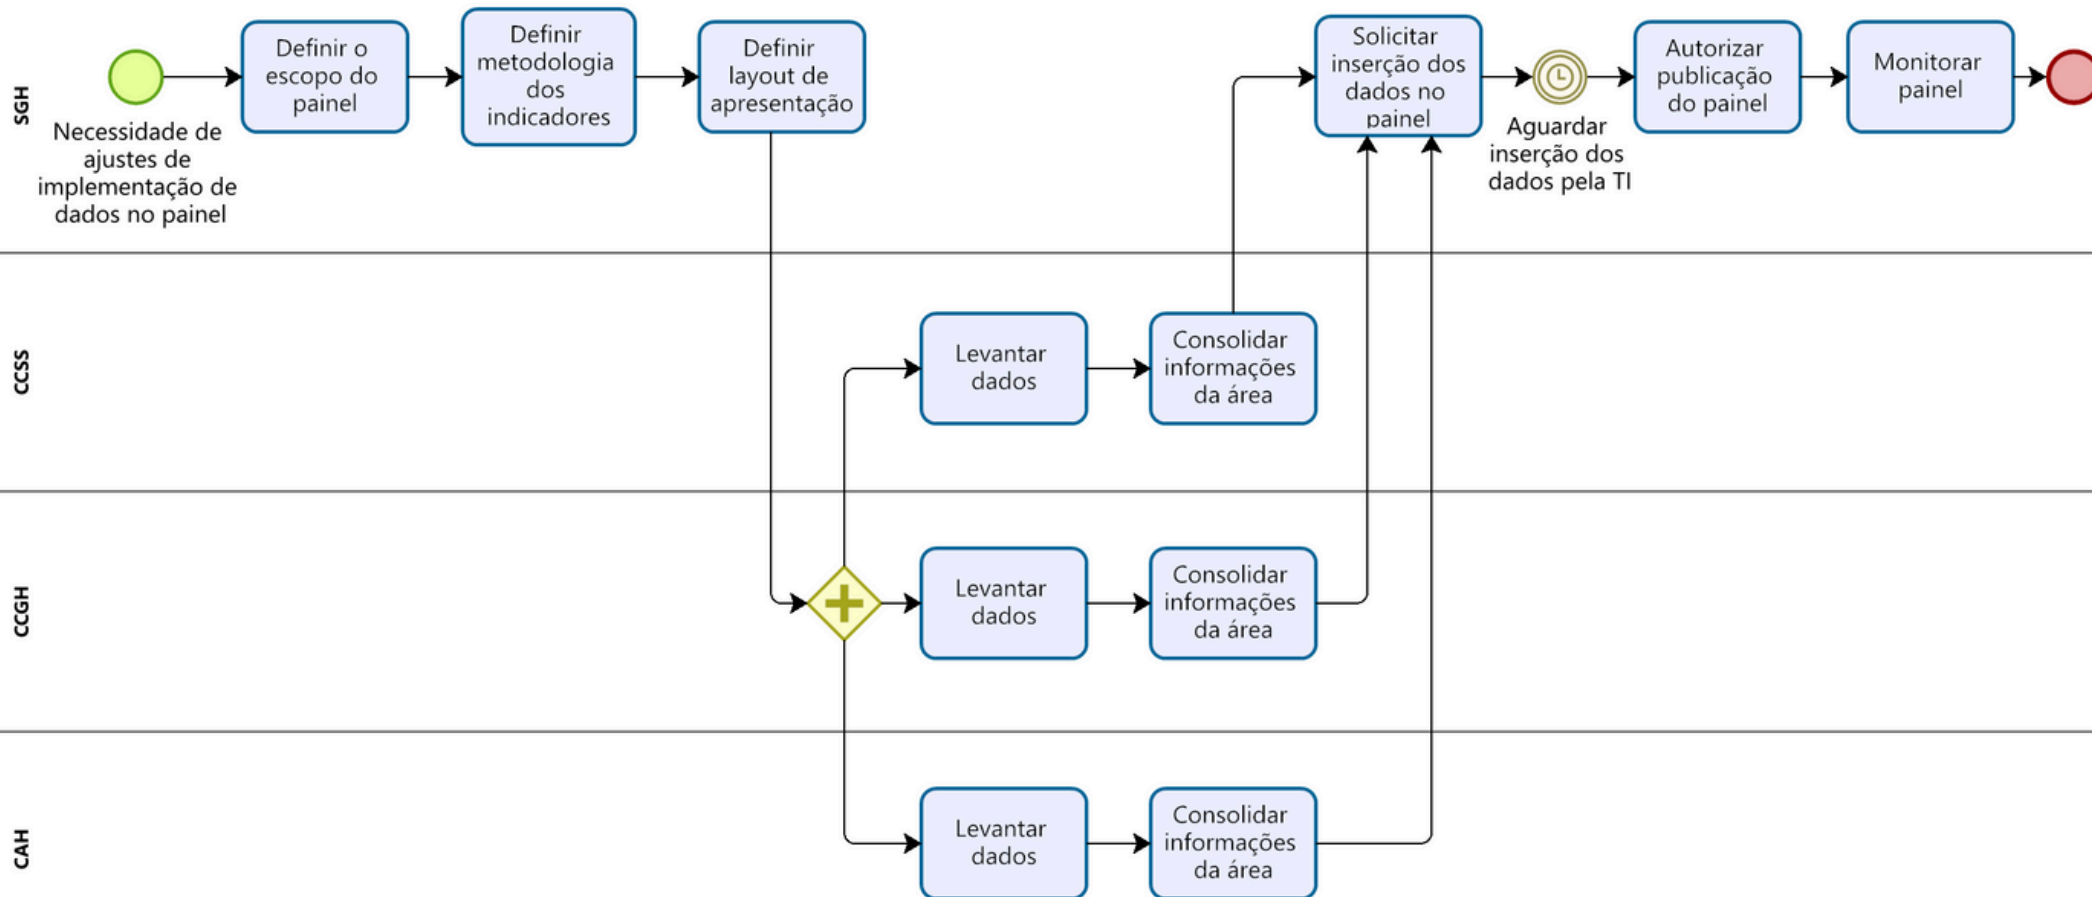 SGH
Necessidade de
ajustes de
implementação de
dados no painel
Definir o
escopo do
painel
Definir
metodologia
dos
indicadores
Definir
layout de
apresentação
Solicitar
inserção dos
dados no
painel
Aguardar
inserção dos
dados pela TI
Autorizar
publicação
do painel
Monitorar
painel
CCSS
Levantar
dados
Consolidar
informações
da área
CCGH
Levantar
dados
Consolidar
informações
da área
CAH
Levantar
dados
Consolidar
informações
da área